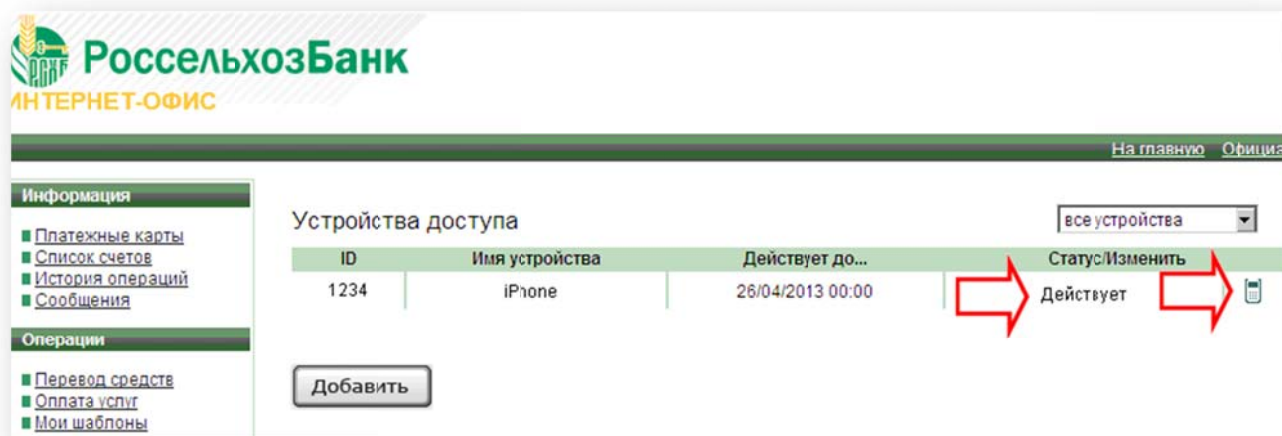 РоссельхозБанк
ИНТЕРНЕТ-ОФИС
На главную Официа
Информация
Платежные карты
Список счетов
История операций
Сообщения
Операции
Перевод средств
Оплата услуг
Мои шаблоны
Устройства доступа
все устройства
ID Имя устройства Действует до... Статус/Изменить
1234 iPhone 26/04/2013 00:00 Действует
Добавить